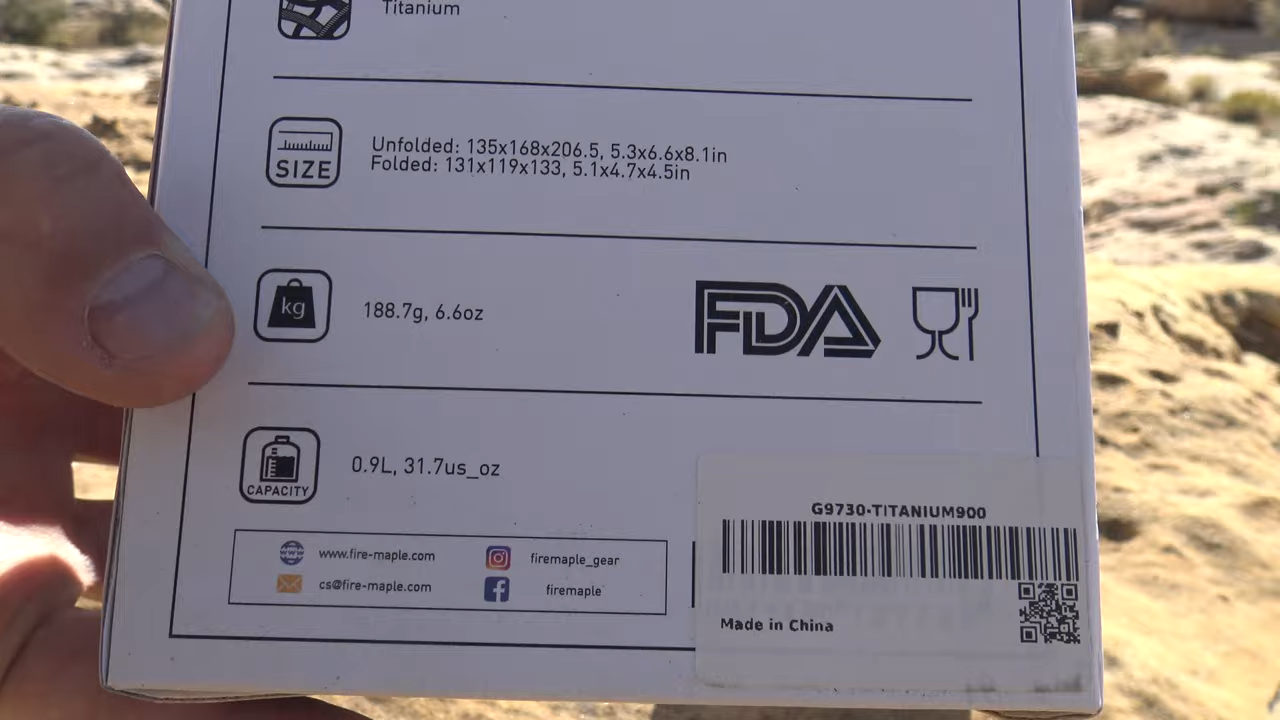 Titanium
SIZE
Unfolded: 135x168x206.5, 5.3x6.6x8.1in
Folded: 131x119x133, 5.1x4.7x4.5in
kg
188.7g, 6.6oz
FDA
CAPACITY
0.9L, 31.7us_oz
G9730-TITANIUM900
www.fire-maple.com
firemaple_gear
cs@fire-maple.com
firemaple
Made in China